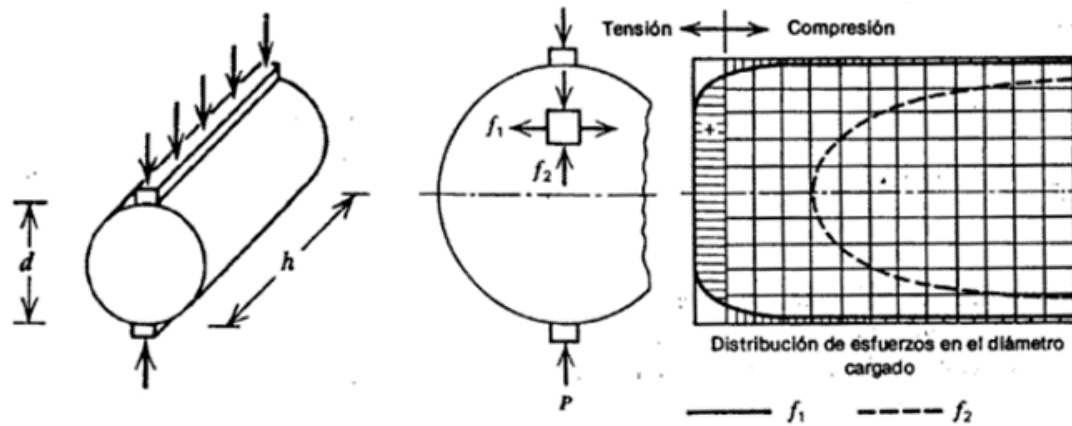 Tensión
Compresión
d
h
f₁
f₂
+
P
Distribución de esfuerzos en el diámetro
cargado
f₁
f₂